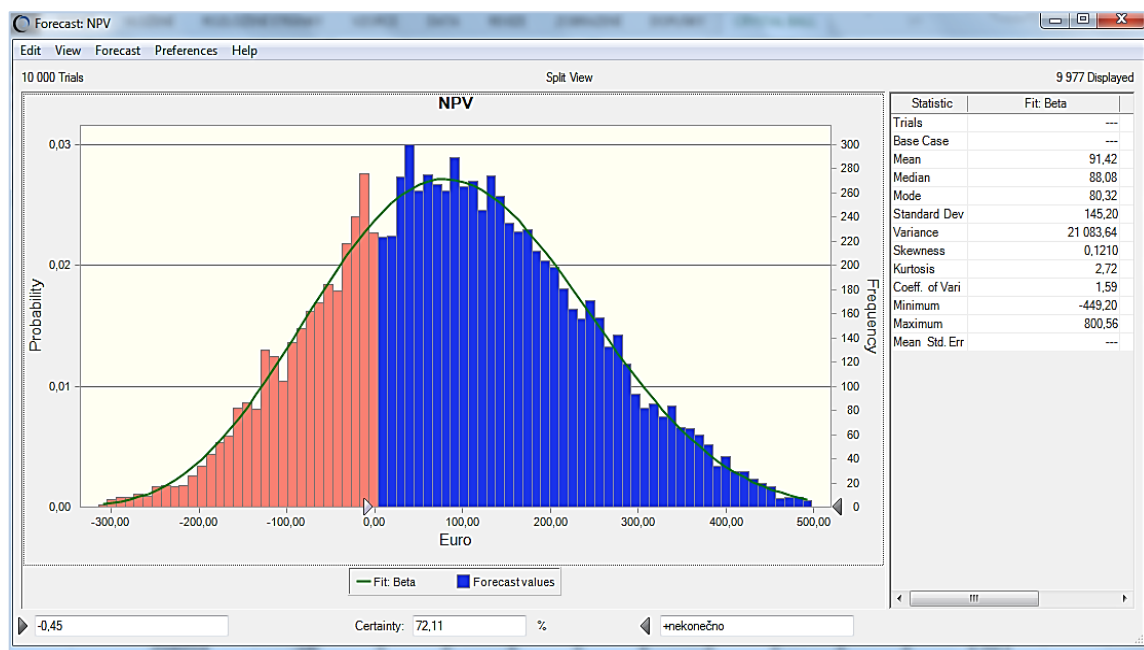 Forecast: NPV
Edit View Forecast Preferences Help
10 000 Trials Split View 9 977 Displayed
NPV
Probability
0,03
0,02
0,01
0,00
300
280
260
240
220
200
180
160
140
120
100
80
60
40
20
0
Frequency
-300,00 -200,00 -100,00 0,00 100,00 200,00 300,00 400,00 500,00
Euro
Fit: Beta Forecast values
Statistic Fit: Beta
Trials ---
Base Case ---
Mean 91,42
Median 88,08
Mode 80,32
Standard Dev 145,20
Variance 21 083,64
Skewness 0,1210
Kurtosis 2,72
Coeff. of Vari 1,59
Minimum -449,20
Maximum 800,56
Mean Std. Err ---
-0,45 Certainty: 72,11 % +nekonečno